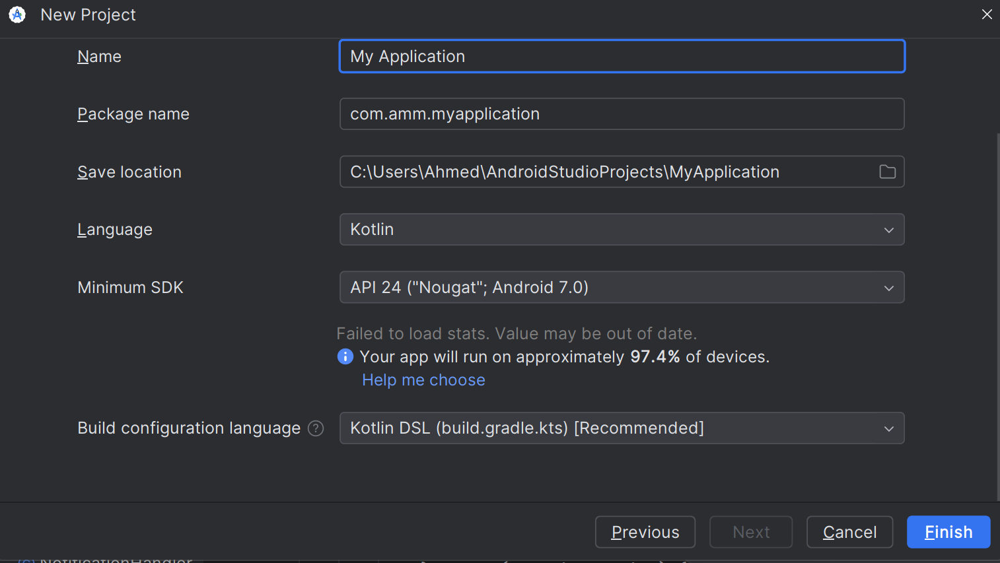 New Project
Name
My Application
Package name
com.amm.myapplication
Save location
C:\Users\Ahmed\AndroidStudioProjects\MyApplication
Language
Kotlin
Minimum SDK
API 24 ("Nougat"; Android 7.0)
Failed to load stats. Value may be out of date.
Your app will run on approximately 97.4% of devices.
Help me choose
Build configuration language ?
Kotlin DSL (build.gradle.kts) [Recommended]
Previous
Next
Cancel
Finish
NotificationHandler